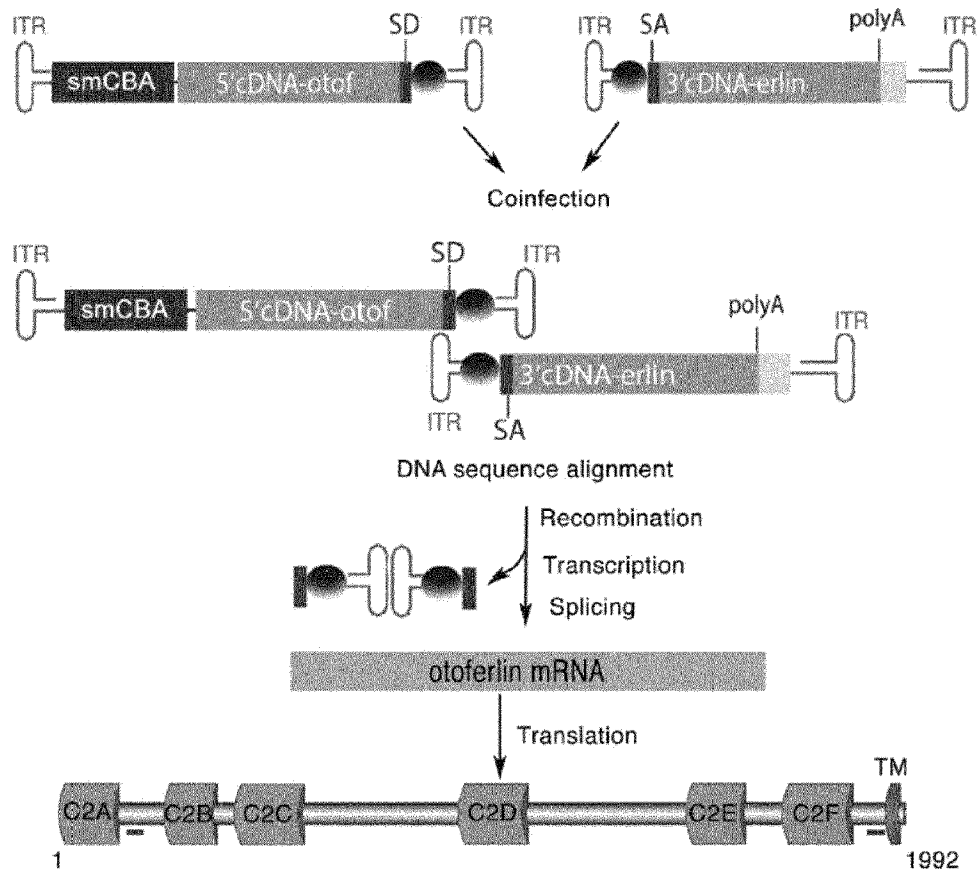 ITR SD ITR ITR SA polyA ITR
smCBA 5'cDNA-otof 3'cDNA-erlin
Coinfection
ITR SD ITR
smCBA 5'cDNA-otof
polyA ITR
3'cDNA-erlin
ITR SA
DNA sequence alignment
Recombination
Transcription
Splicing
otoferlin mRNA
Translation
TM
C2A C2B C2C C2D C2E C2F
1 1992